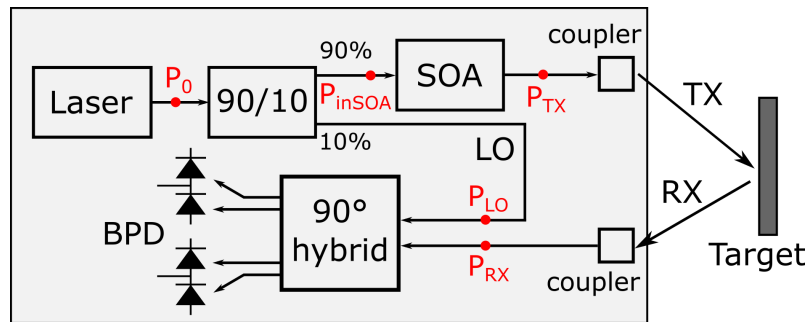 coupler
90%
SOA
P0
Laser
90/10
PinSOA
PTX
TX
10%
LO
RX
90°
hybrid
PLO
BPD
PRX
coupler
Target